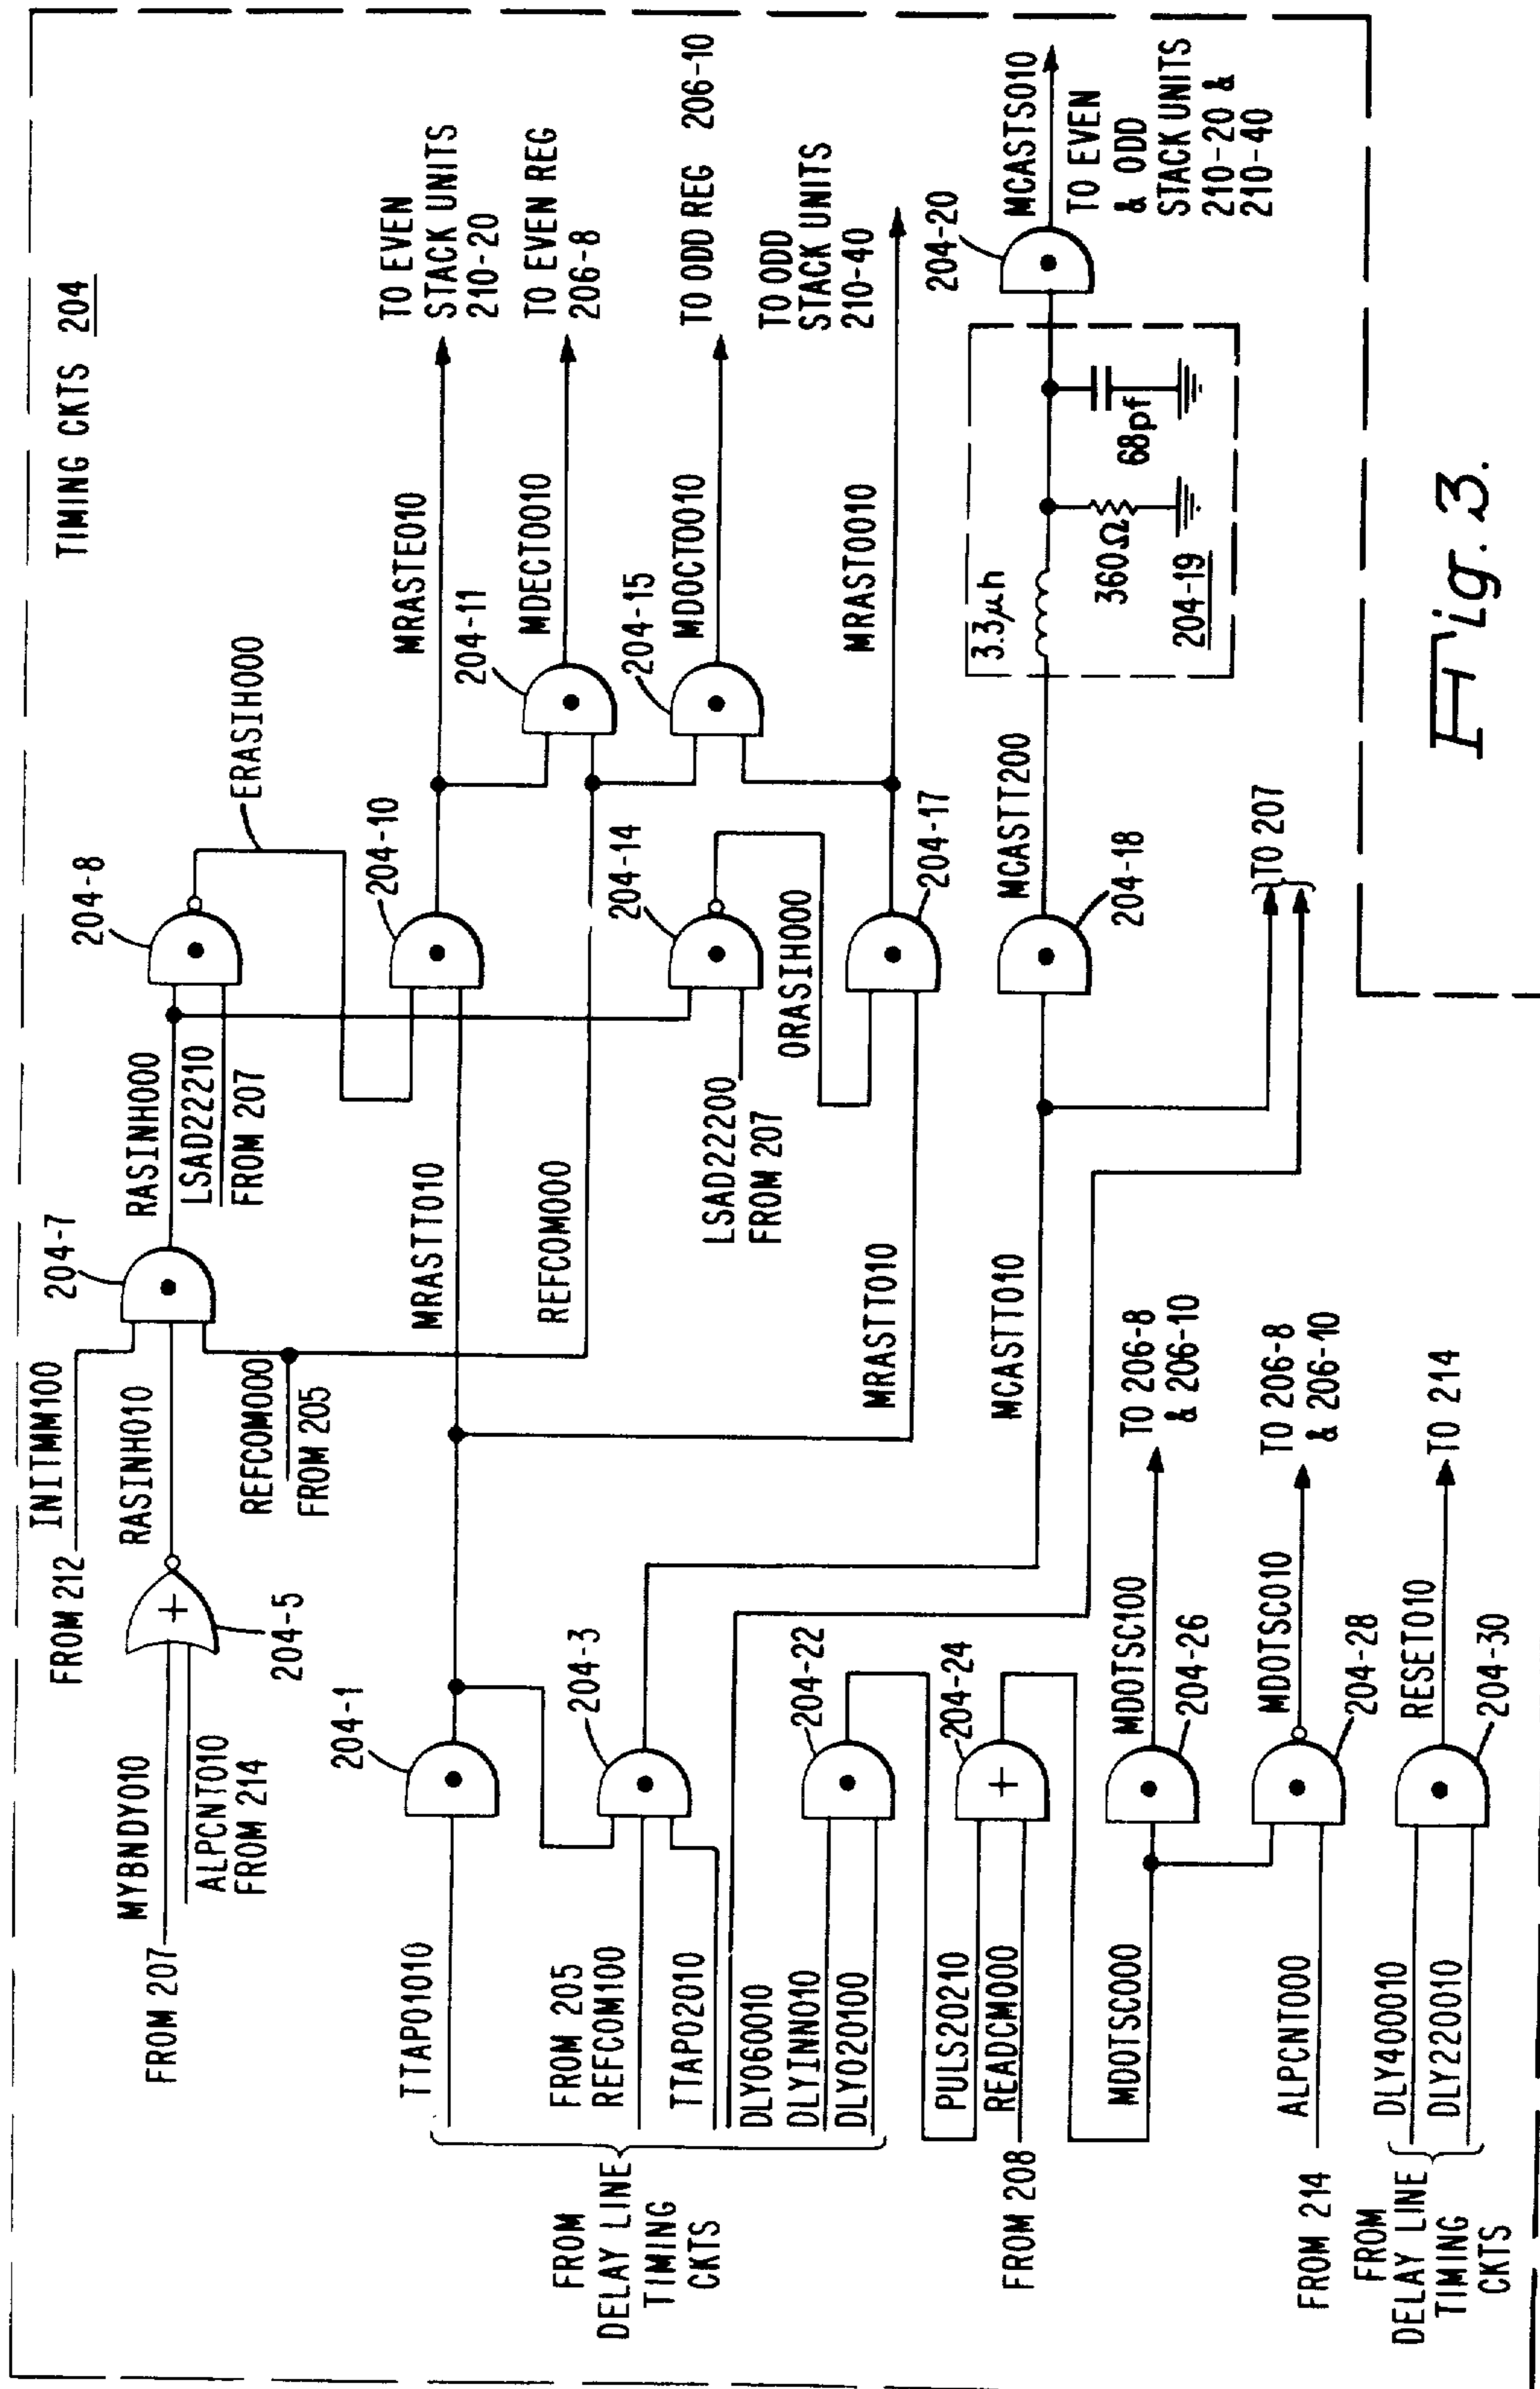 TIMING CKTS 204
FROM 212
INITMM100
204-7
204-8
RASINH000
LSAD22210
FROM 207
ERASIH000
FROM 207
MYBNDY010
ALPCNT010
FROM 214
204-5
RASINH010
REFCOM000
FROM 205
TTAP01010
204-1
MRASTT010
204-10
MRASTE010
TO EVEN
STACK UNITS
210-20
204-11
MDECT0010
TO EVEN REG
206-8
REFCOM000
204-14
LSAD22200
FROM 207
204-15
MDOCT0010
TO ODD REG 206-10
FROM
DELAY LINE
TIMING
CKTS
FROM 205
REFCOM100
TTAP02010
204-3
ORASIH000
MRASTT010
204-17
MRAST0010
TO ODD
STACK UNITS
210-40
DLY060010
DLYINN010
DLY020100
204-22
MCASTT010
204-18
MCASTT200
3.3μh
360Ω
68pf
204-19
204-20
MCASTS010
TO EVEN
& ODD
STACK UNITS
210-20 &
210-40
FROM 208
PULS20210
READCM000
204-24
MDOTSC000
MDOTSC100
204-26
TO 206-8
& 206-10
TO 207
FROM 214
ALPCNT000
MDOTSC010
204-28
TO 206-8
& 206-10
FROM
DELAY LINE
TIMING
CKTS
DLY400010
DLY220010
RESET010
204-30
TO 214
Fig. 3.